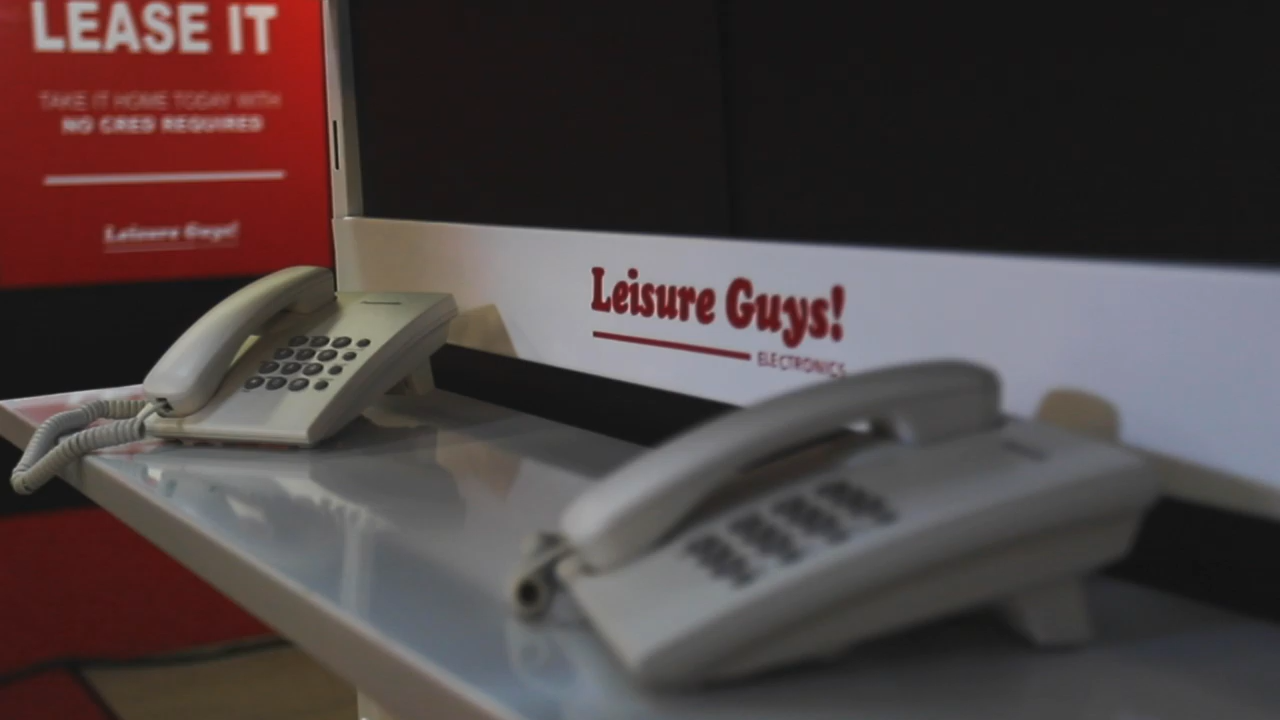 LEASE IT
TAKE IT HOME TODAY WITH
NO CRED REQUIRED
Leisure Guys!
Leisure Guys!
ELECTRONICS